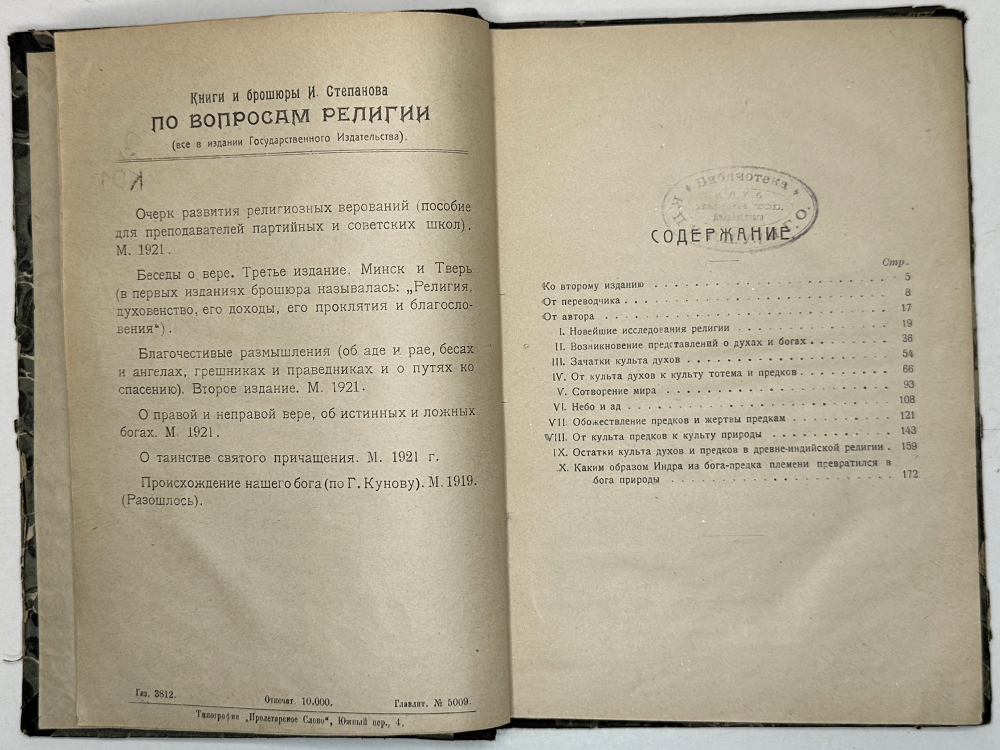 Книги и брошюры И. Степанова
ПО ВОПРОСАМ РЕЛИГИИ
(все в издании Государственного Издательства).
Очерк развития религиозных верований (пособие
для преподавателей партийных и советских школ).
М. 1921.
Беседы о вере. Третье издание. Минск и Тверь
(в первых изданиях брошюра называлась: „Религия,
духовенство, его доходы, его проклятия и благосло-
вения“).
Благочестивые размышления (об аде и рае, бесах
и ангелах, грешниках и праведниках и о путях ко
спасению). Второе издание. М. 1921.
О правой и неправой вере, об истинных и ложных
богах. М. 1921.
О таинстве святого причащения. М. 1921 г.
Происхождение нашего бога (по Г. Кунову). М. 1919.
(Разошлось).
Гиз. 3812. Отпечат. 10.000. Главлит. № 5009.
Типография „Пролетарское Слово“, Южный пер., 4.
Библиотека
СОДЕРЖАНИЕ.
Стр.
Ко второму изданию 5
От переводчика 8
От автора 17
I. Новейшие исследования религии 19
II. Возникновение представлений о духах и богах 36
III. Зачатки культа духов 54
IV. От культа духов к культу тотема и предков 66
V. Сотворение мира 93
VI. Небо и ад 108
VII. Обожествление предков и жертвы предкам 121
VIII. От культа предков к культу природы 143
IX. Остатки культа духов и предков в древне-индийской религии 159
X. Каким образом Индра из бога-предка племени превратился в
бога природы 172